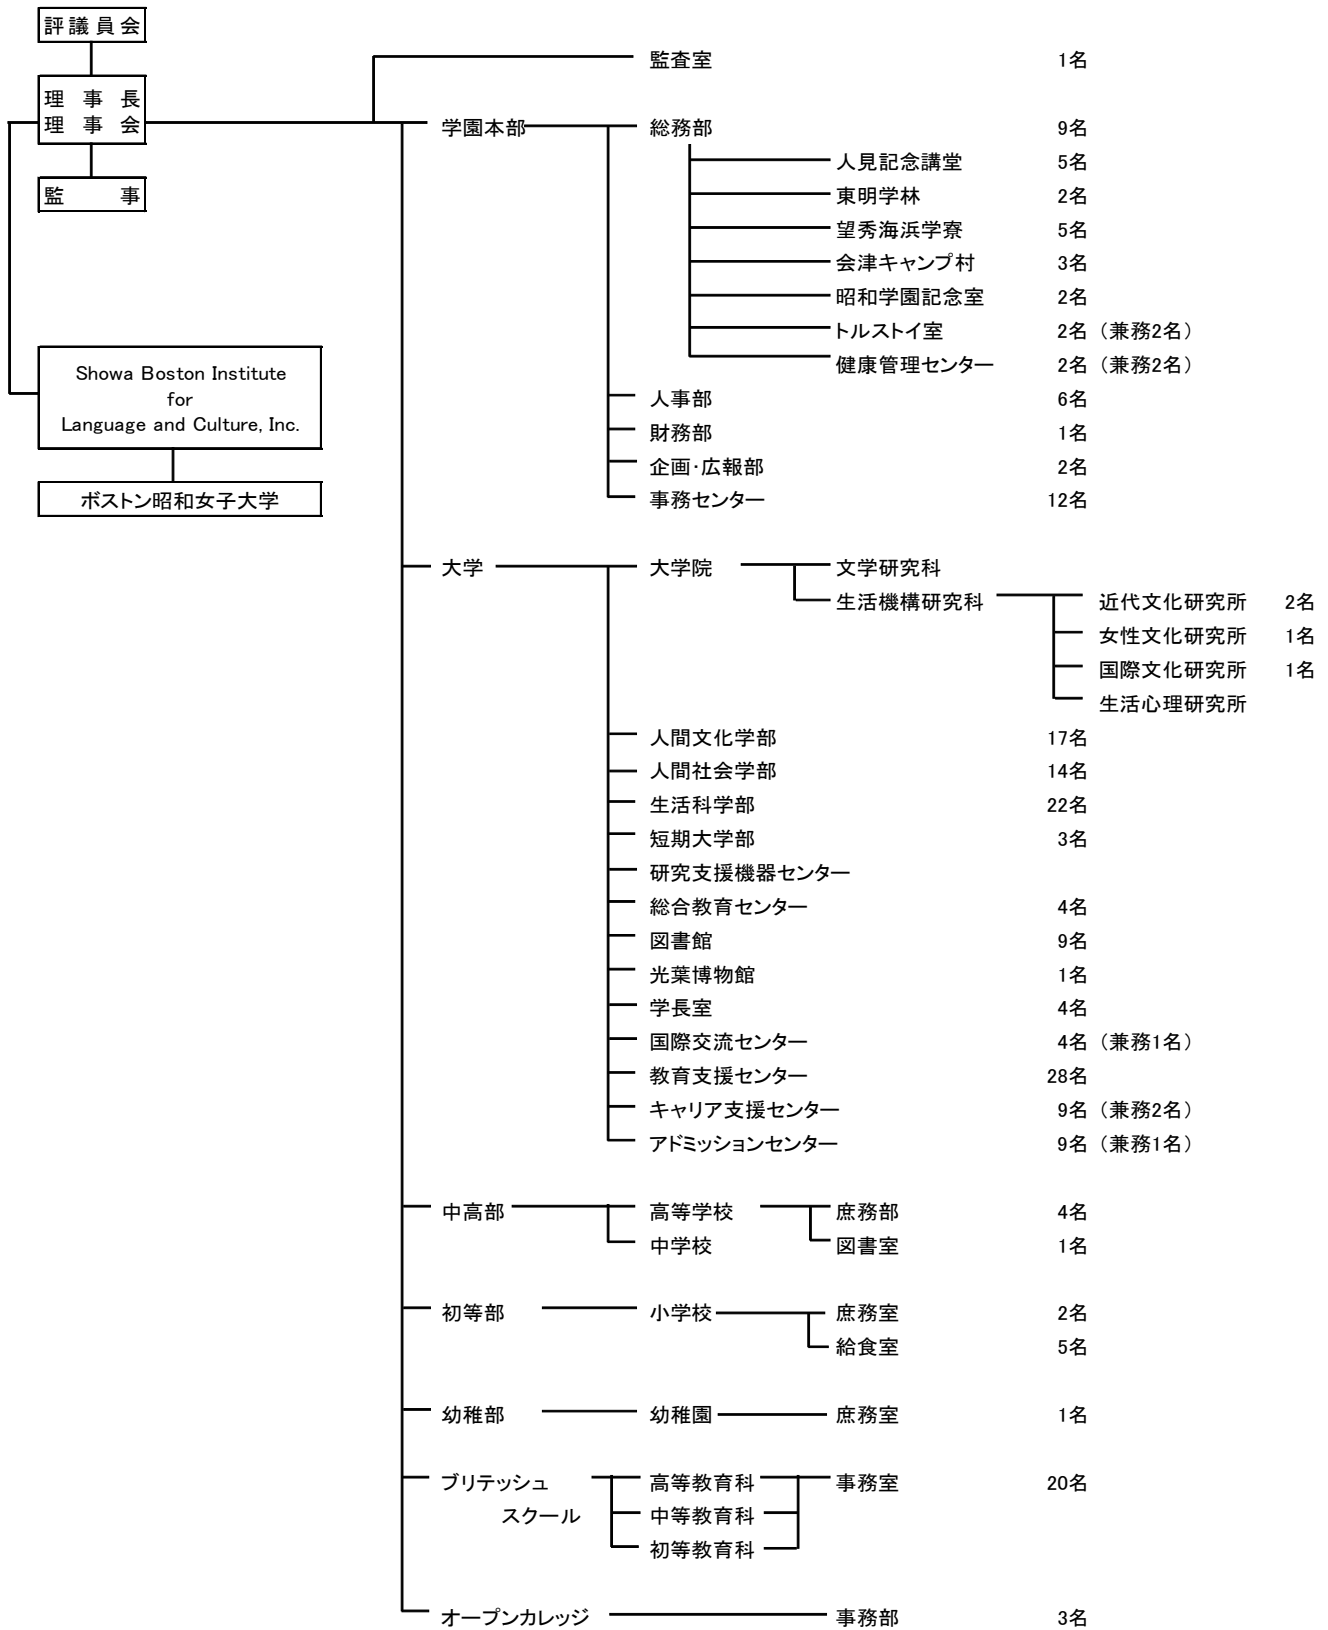 評議員会
監査室 1名
理事長
理事会
学園本部 総務部 9名
人見記念講堂 5名
監事
東明学林 2名
望秀海浜学寮 5名
会津キャンプ村 3名
昭和学園記念室 2名
トルストイ室 2名（兼務2名）
健康管理センター 2名（兼務2名）
Showa Boston Institute
for
Language and Culture, Inc.
人事部 6名
財務部 1名
企画・広報部 2名
ボストン昭和女子大学
事務センター 12名
大学 大学院 文学研究科
生活機構研究科 近代文化研究所 2名
女性文化研究所 1名
国際文化研究所 1名
生活心理研究所
人間文化学部 17名
人間社会学部 14名
生活科学部 22名
短期大学部 3名
研究支援機器センター
総合教育センター 4名
図書館 9名
光葉博物館 1名
学長室 4名
国際交流センター 4名（兼務1名）
教育支援センター 28名
キャリア支援センター 9名（兼務2名）
アドミッションセンター 9名（兼務1名）
中高部 高等学校 庶務部 4名
中学校 図書室 1名
初等部 小学校 庶務室 2名
給食室 5名
幼稚部 幼稚園 庶務室 1名
ブリテッシュ 高等教育科 事務室 20名
スクール 中等教育科
初等教育科
オープンカレッジ 事務部 3名